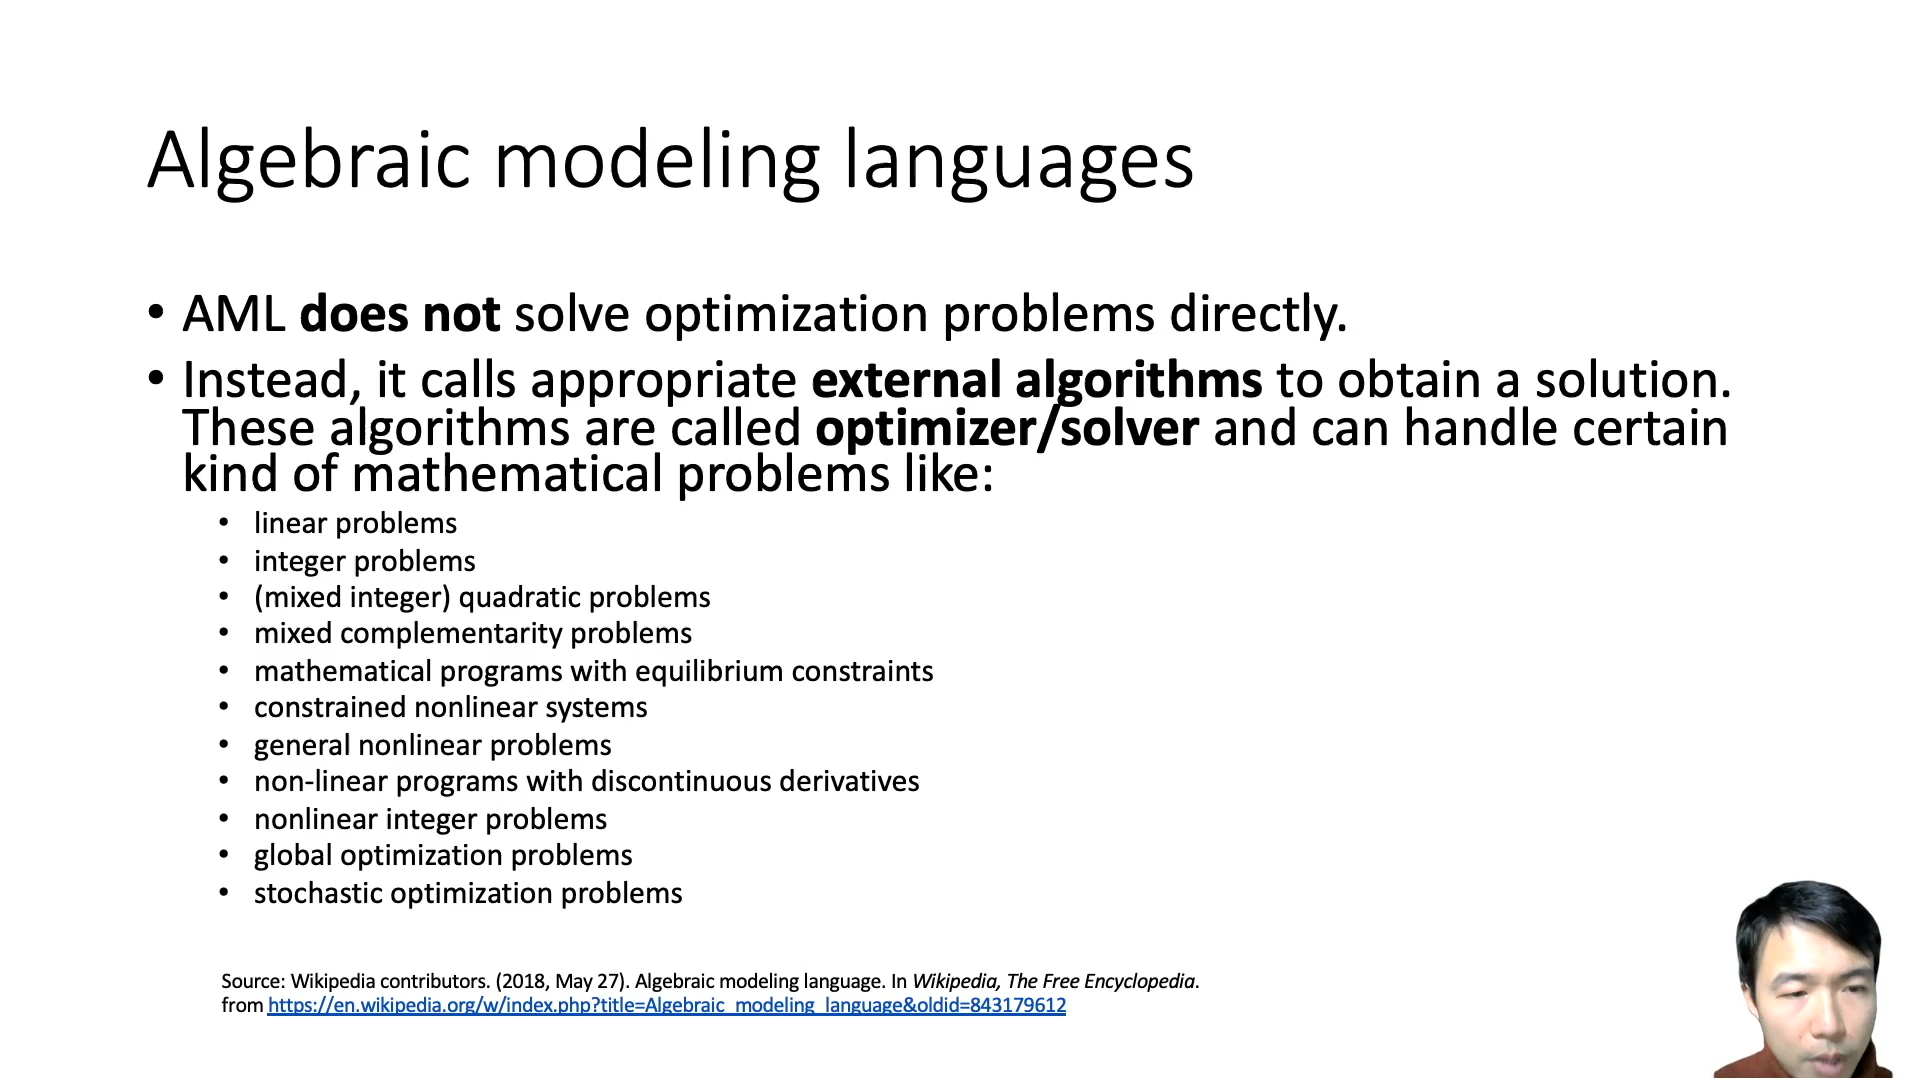 Algebraic modeling languages
• AML does not solve optimization problems directly.
• Instead, it calls appropriate external algorithms to obtain a solution.
These algorithms are called optimizer/solver and can handle certain
kind of mathematical problems like:
• linear problems
• integer problems
• (mixed integer) quadratic problems
• mixed complementarity problems
• mathematical programs with equilibrium constraints
• constrained nonlinear systems
• general nonlinear problems
• non-linear programs with discontinuous derivatives
• nonlinear integer problems
• global optimization problems
• stochastic optimization problems
Source: Wikipedia contributors. (2018, May 27). Algebraic modeling language. In Wikipedia, The Free Encyclopedia.
from https://en.wikipedia.org/w/index.php?title=Algebraic_modeling_language&oldid=843179612